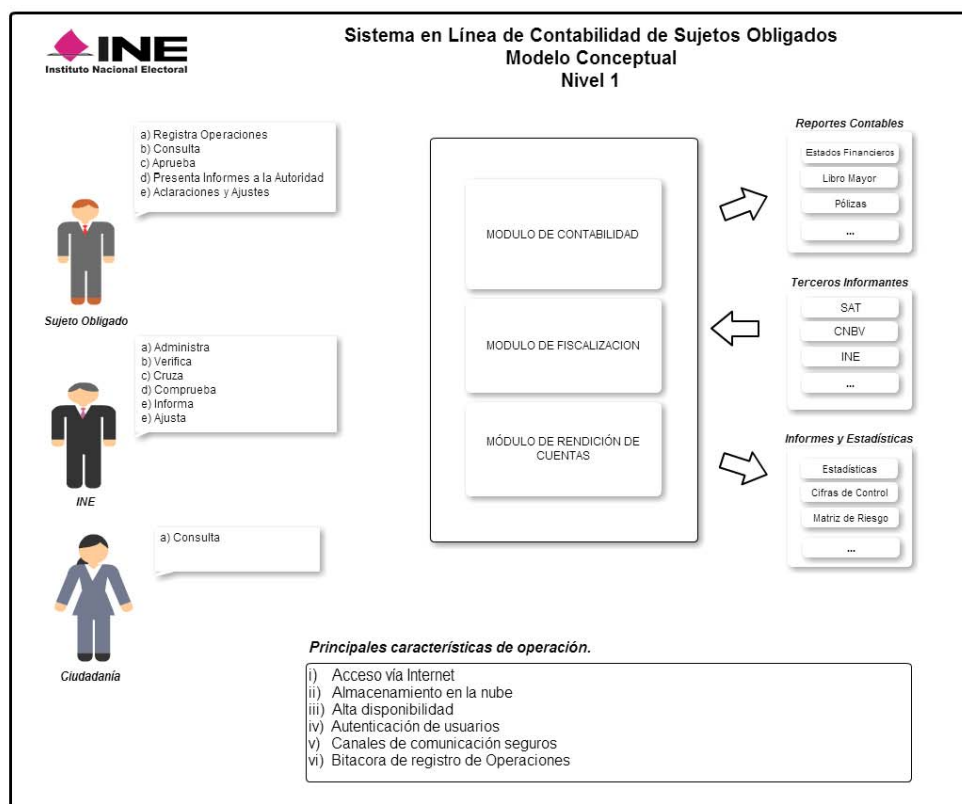 INE
Instituto Nacional Electoral
Sistema en Línea de Contabilidad de Sujetos Obligados
Modelo Conceptual
Nivel 1
a) Registra Operaciones
b) Consulta
c) Aprueba
d) Presenta Informes a la Autoridad
e) Aclaraciones y Ajustes
Sujeto Obligado
a) Administra
b) Verifica
c) Cruza
d) Comprueba
e) Informa
e) Ajusta
INE
a) Consulta
Ciudadanía
MODULO DE CONTABILIDAD
MODULO DE FISCALIZACION
MÓDULO DE RENDICIÓN DE
CUENTAS
Reportes Contables
Estados Financieros
Libro Mayor
Pólizas
...
Terceros Informantes
SAT
CNBV
INE
...
Informes y Estadísticas
Estadísticas
Cifras de Control
Matriz de Riesgo
...
Principales características de operación.
i) Acceso vía Internet
ii) Almacenamiento en la nube
iii) Alta disponibilidad
iv) Autenticación de usuarios
v) Canales de comunicación seguros
vi) Bitacora de registro de Operaciones